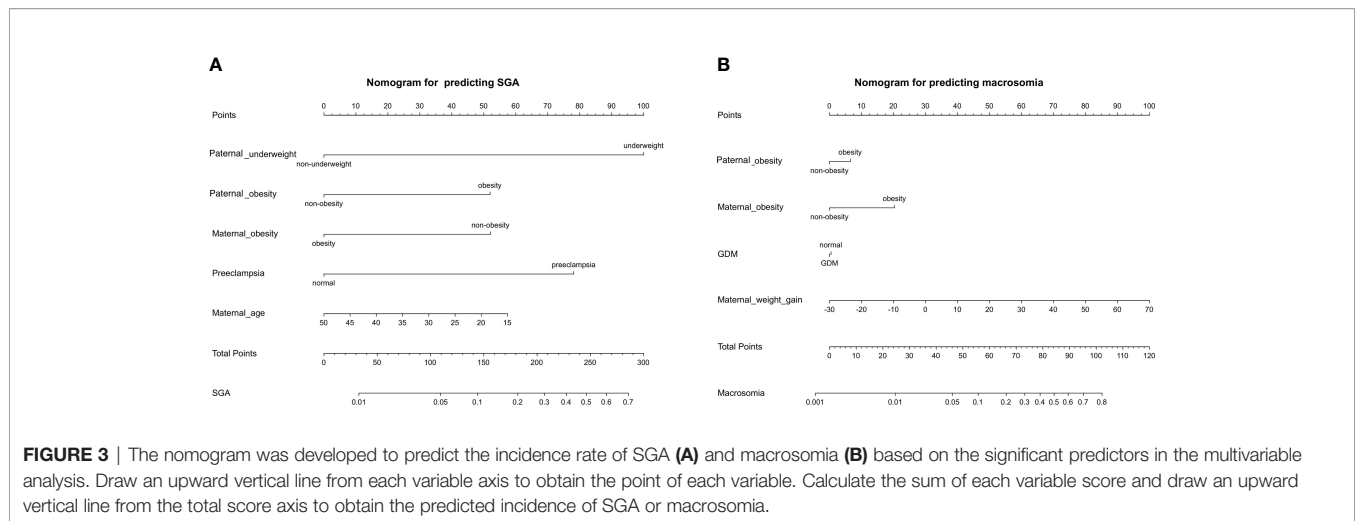 A
Nomogram for predicting SGA
Points
0 10 20 30 40 50 60 70 80 90 100
Paternal_underweight
underweight
non-underweight
Paternal_obesity
obesity
non-obesity
Maternal_obesity
non-obesity
obesity
Preeclampsia
preeclampsia
normal
Maternal_age
50 45 40 35 30 25 20 15
Total Points
0 50 100 150 200 250 300
SGA
0.01 0.05 0.1 0.2 0.3 0.4 0.5 0.6 0.7
B
Nomogram for predicting macrosomia
Points
0 10 20 30 40 50 60 70 80 90 100
Paternal_obesity
obesity
non-obesity
Maternal_obesity
obesity
non-obesity
GDM
normal
GDM
Maternal_weight_gain
-30 -20 -10 0 10 20 30 40 50 60 70
Total Points
0 10 20 30 40 50 60 70 80 90 100 110 120
Macrosomia
0.001 0.01 0.05 0.1 0.2 0.3 0.4 0.5 0.6 0.7 0.8
FIGURE 3 | The nomogram was developed to predict the incidence rate of SGA (A) and macrosomia (B) based on the significant predictors in the multivariable
analysis. Draw an upward vertical line from each variable axis to obtain the point of each variable. Calculate the sum of each variable score and draw an upward
vertical line from the total score axis to obtain the predicted incidence of SGA or macrosomia.